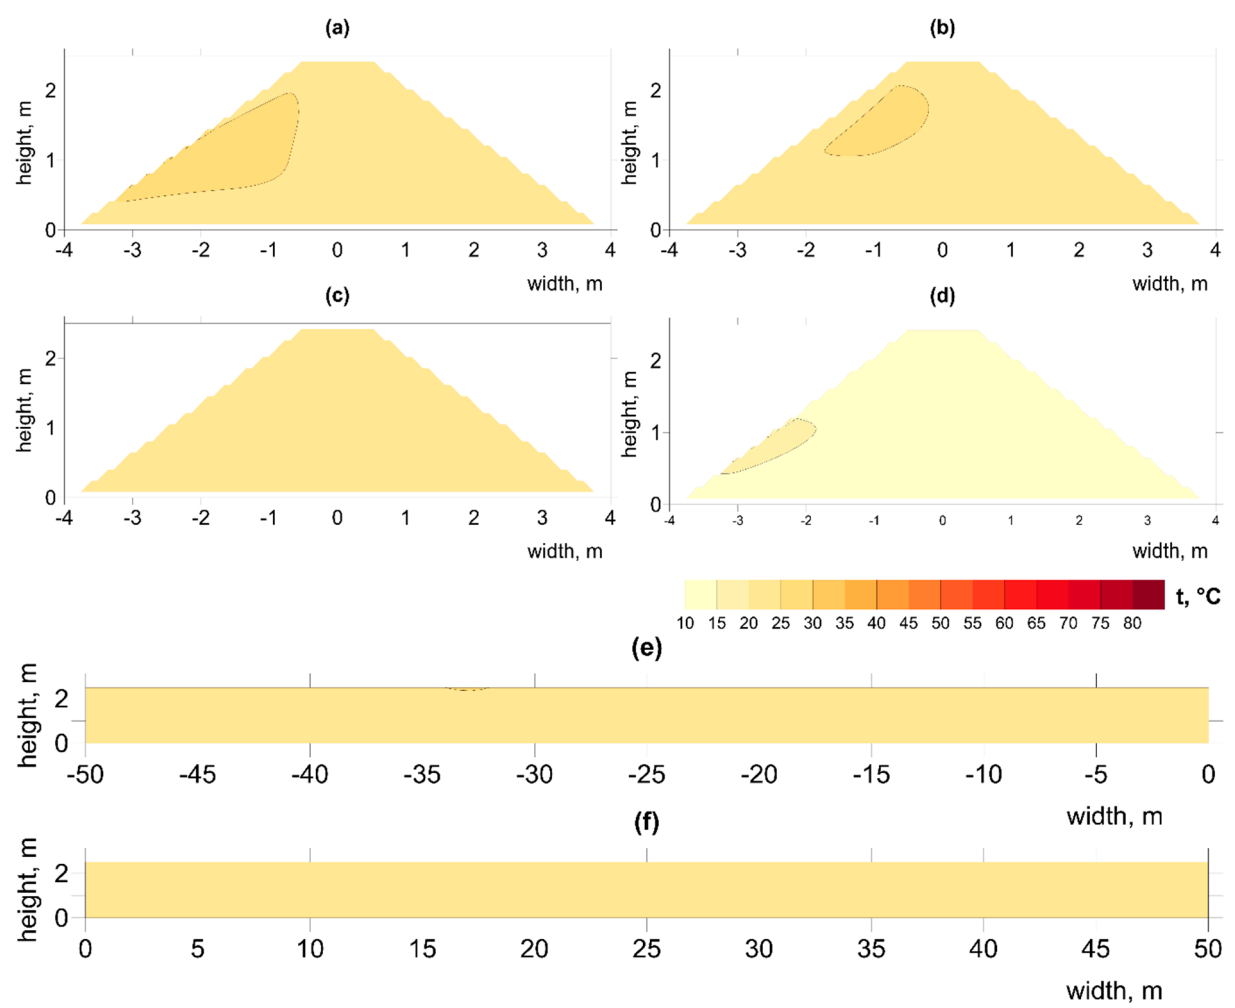 (a) (b)
height, m 2 1 0 height, m 2 1 0
-4 -3 -2 -1 0 1 2 3 4 -4 -3 -2 -1 0 1 2 3 4
width, m width, m
(c) (d)
height, m 2 1 0 height, m 2 1 0
-4 -3 -2 -1 0 1 2 3 4 -4 -3 -2 -1 0 1 2 3 4
width, m width, m
t, °C
10 15 20 25 30 35 40 45 50 55 60 65 70 75 80
(e)
height, m 2 0
-50 -45 -40 -35 -30 -25 -20 -15 -10 -5 0
width, m
(f)
height, m 2 0
0 5 10 15 20 25 30 35 40 45 50
width, m